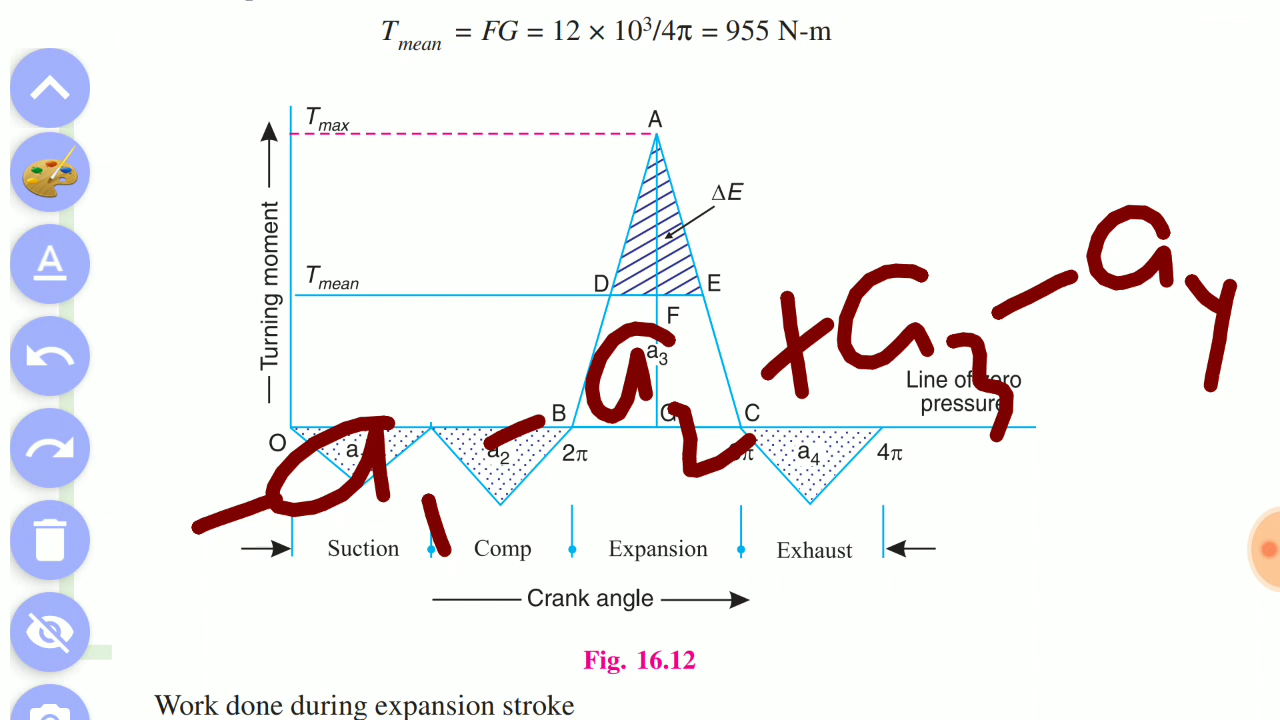 T_mean = FG = 12 × 10³/4π = 955 N-m
T_max
A
ΔE
Turning moment
T_mean
D E
F
a₃
Line of zero pressure
O B G C
a₁ a₂ 2π 3π a₄ 4π
-a₁ - a₂ + a₃ - a₄
Suction Comp Expansion Exhaust
Crank angle
Fig. 16.12
Work done during expansion stroke
A